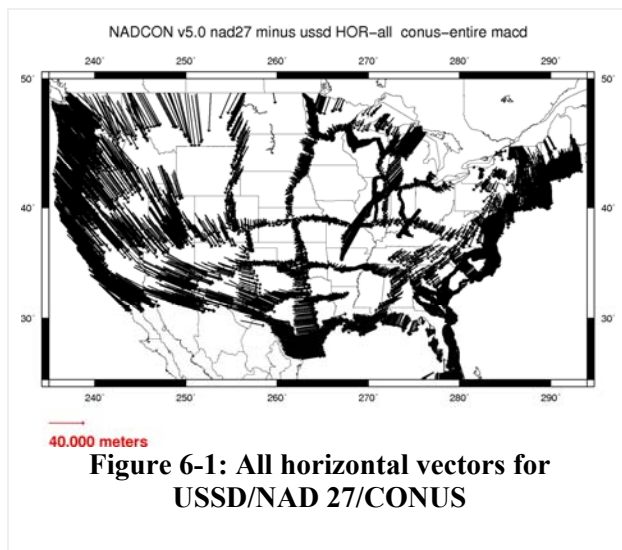 NADCON v5.0 nad27 minus ussd HOR-all conus-entire macd
240° 250° 260° 270° 280° 290°
50° 50°
40° 40°
30° 30°
240° 250° 260° 270° 280° 290°
40.000 meters
Figure 6-1: All horizontal vectors for
USSD/NAD 27/CONUS